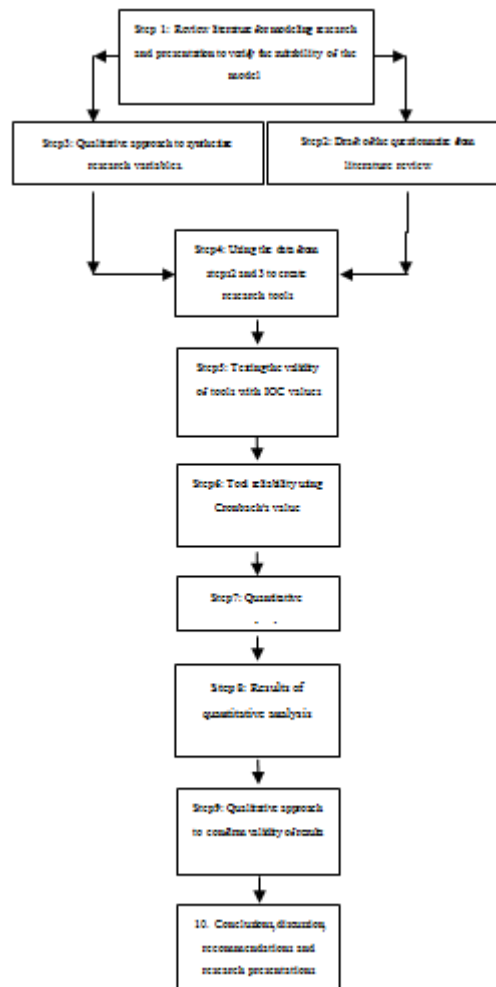 Step 1: Review literature for modeling research
and presentation to verify the suitability of the
model
Step3: Qualitative approach to synthesize
research variables.
Step2: Draft of the questionnaire from
literature review
Step4: Using the data from
steps2 and 3 to create
research tools
Step5: Testing the validity
of tools with IOC values
Step6: Tool reliability using
Cronbach's value
Step7: Quantitative
Step 8: Results of
quantitative analysis
Step9: Qualitative approach
to confirm validity of results
10. Conclusions, discussion,
recommendations and
research presentations